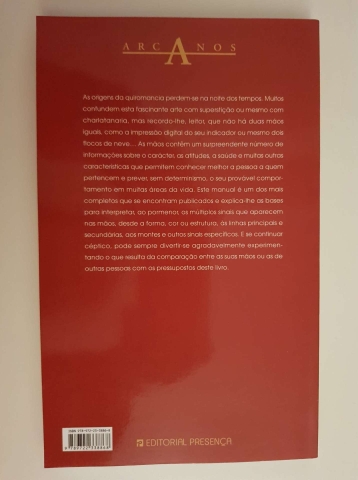 ARCANOS
As origens da quiromancia perdem-se na noite dos tempos. Muitos
confundem esta fascinante arte com superstição ou mesmo com
charlatanaria, mas recordo-lhe, leitor, que não há duas mãos
iguais, como a impressão digital do seu indicador ou mesmo dois
flocos de neve... As mãos contêm um surpreendente número de
informações sobre o carácter, as atitudes, a saúde e muitas outras
características que permitem conhecer melhor a pessoa a quem
pertencem e prever, sem determinismo, o seu provável compor-
tamento em muitas áreas da vida. Este manual é um dos mais
completos que se encontram publicados e explica-lhe as bases
para interpretar, ao pormenor, os múltiplos sinais que aparecem
nas mãos, desde a forma, cor ou estrutura, às linhas principais e
secundárias, aos montes e outros sinais específicos. E se continuar
céptico, pode sempre divertir-se agradavelmente experimen-
tando o que resulta da comparação entre as suas mãos ou as de
outras pessoas com os pressupostos deste livro.
EDITORIAL PRESENÇA